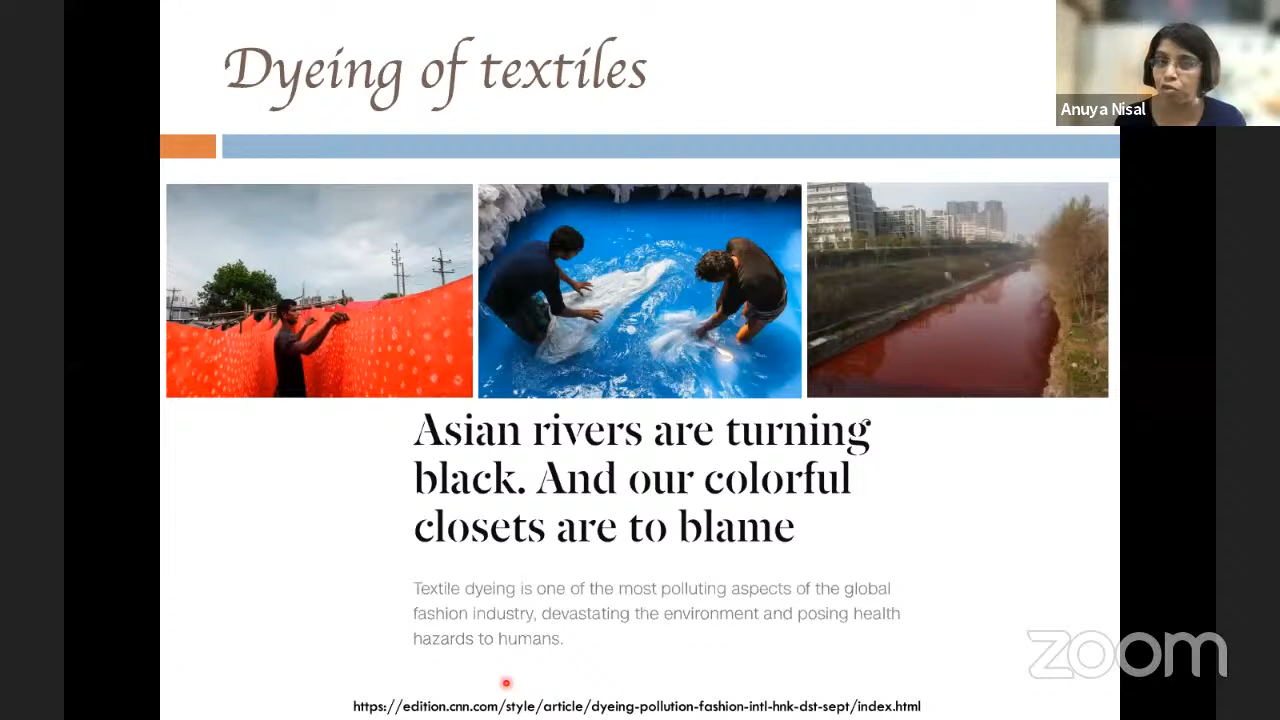 Dyeing of textiles
Anuya Nisal
Asian rivers are turning
black. And our colorful
closets are to blame
Textile dyeing is one of the most polluting aspects of the global
fashion industry, devastating the environment and posing health
hazards to humans.
zoom
https://edition.cnn.com/style/article/dyeing-pollution-fashion-intl-hnk-dst-sept/index.html